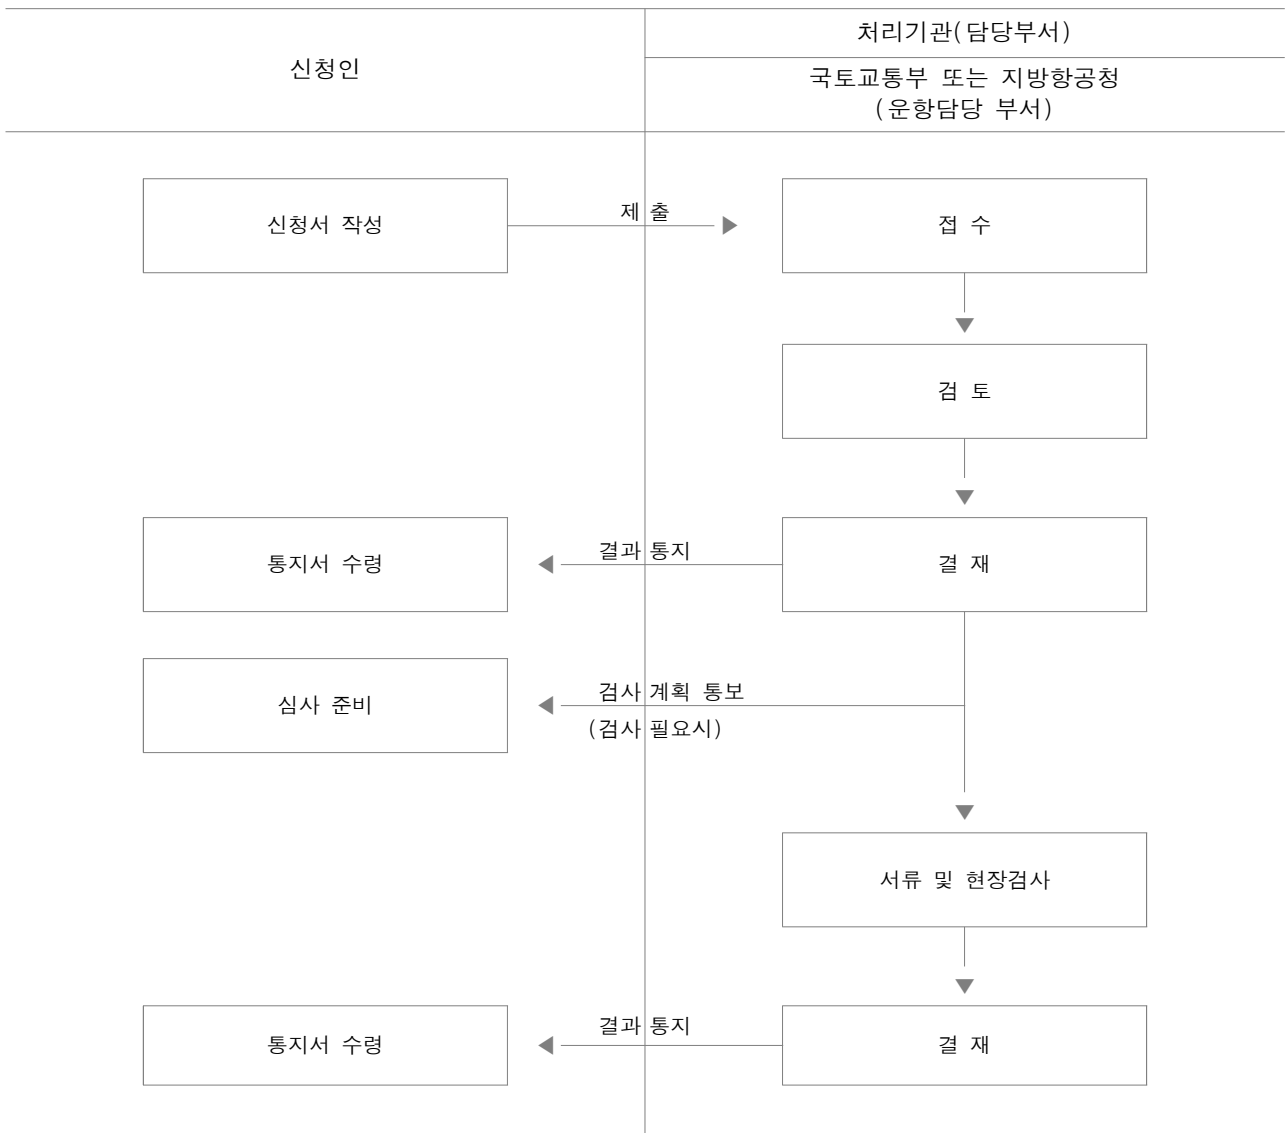 신청인
처리기관(담당부서)
국토교통부 또는 지방항공청
(운항담당 부서)
신청서 작성
제 출
접 수
검 토
통지서 수령
결과 통지
결 재
심사 준비
검사 계획 통보
(검사 필요시)
서류 및 현장검사
통지서 수령
결과 통지
결 재